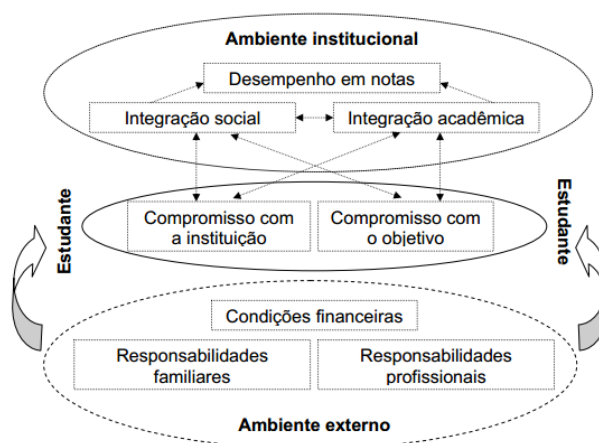 Ambiente institucional
Desempenho em notas
Integração social
Integração acadêmica
Estudante
Estudante
Compromisso com
a instituição
Compromisso com
o objetivo
Condições financeiras
Responsabilidades
familiares
Responsabilidades
profissionais
Ambiente externo